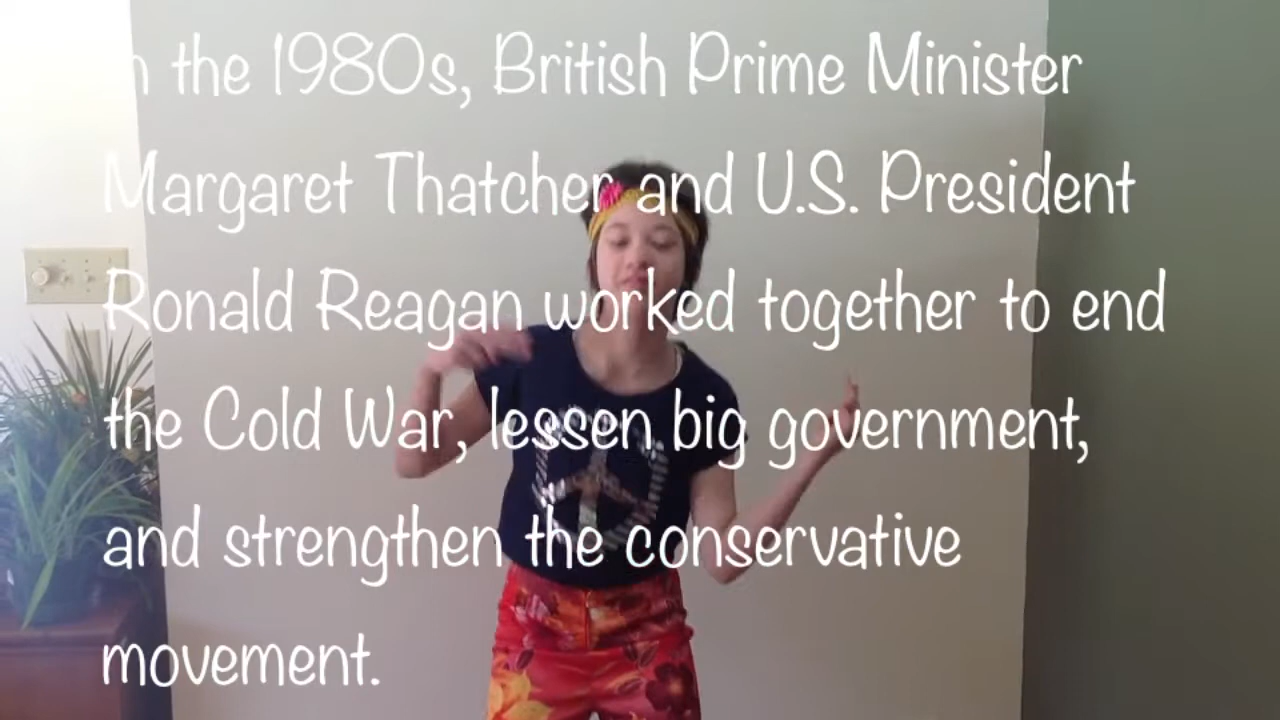 n the 1980s, British Prime Minister
Margaret Thatcher and U.S. President
Ronald Reagan worked together to end
the Cold War, lessen big government,
and strengthen the conservative
movement.